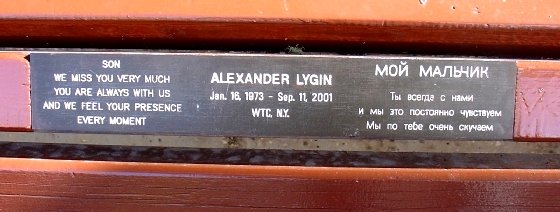 SON
WE MISS YOU VERY MUCH
YOU ARE ALWAYS WITH US
AND WE FEEL YOUR PRESENCE
EVERY MOMENT
ALEXANDER LYGIN
Jan. 16, 1973 - Sep. 11, 2001
WTC, N.Y.
МОЙ МАЛЬЧИК
Ты всегда с нами
и мы это постоянно чувствуем
Мы по тебе очень скучаем